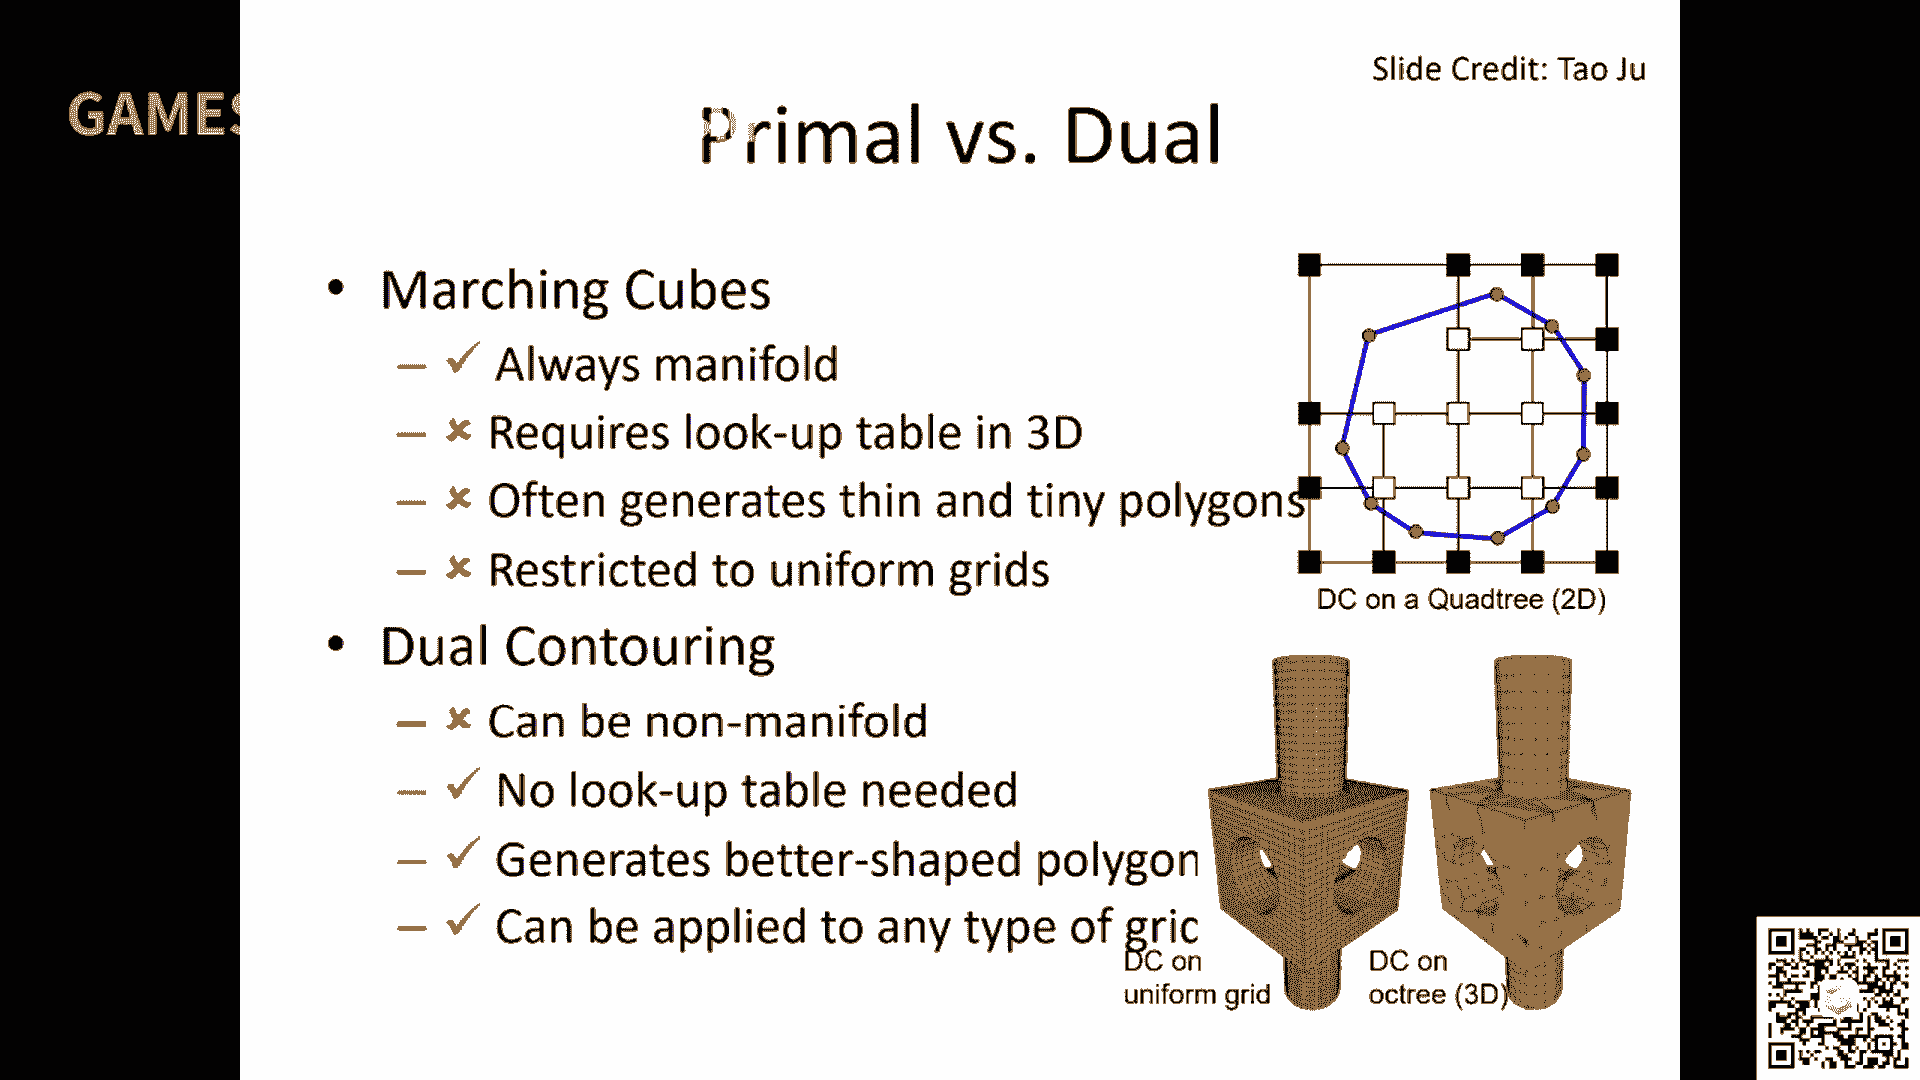 GAMES
Slide Credit: Tao Ju
Primal vs. Dual
• Marching Cubes
– ✓ Always manifold
– ✘ Requires look-up table in 3D
– ✘ Often generates thin and tiny polygons
– ✘ Restricted to uniform grids
DC on a Quadtree (2D)
• Dual Contouring
– ✘ Can be non-manifold
– ✓ No look-up table needed
– ✓ Generates better-shaped polygon
– ✓ Can be applied to any type of
DC on
uniform grid
DC on
octree (3D)